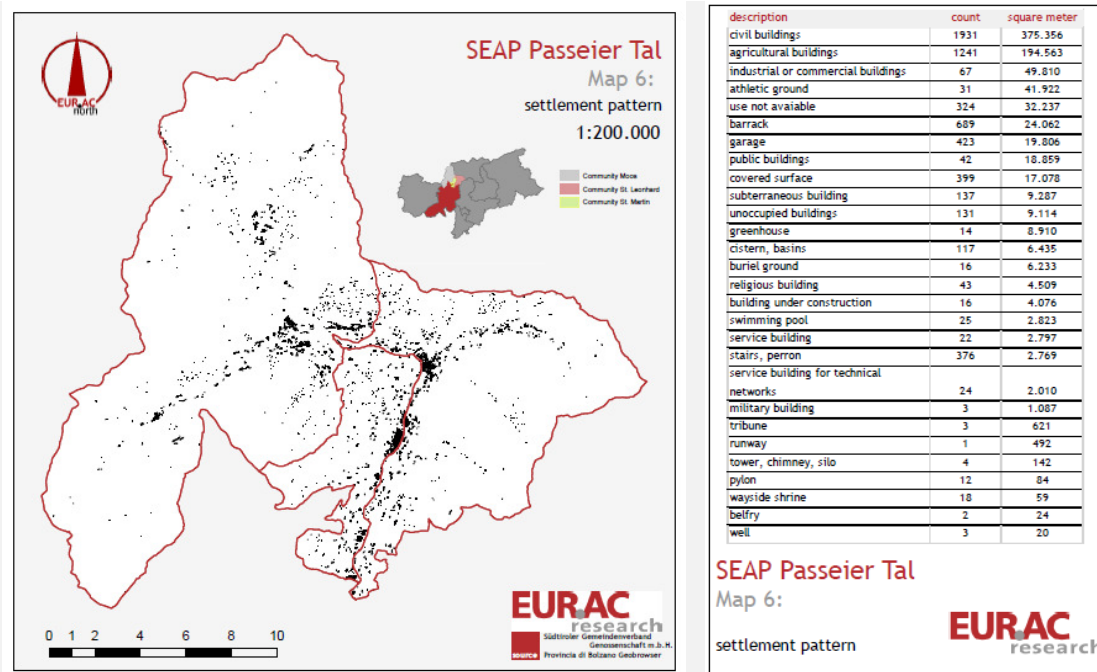 EUR.AC
north
SEAP Passeier Tal
Map 6:
settlement pattern
1:200.000
Community Moos
Community St. Leonhard
Community St. Martin
0 1 2 4 6 8 10
EUR.AC
research
source
Südtiroler Gemeindenverband
Genossenschaft m.b.H.
Provincia di Bolzano Geobrowser
description count square meter
civil buildings 1931 375.356
agricultural buildings 1241 194.563
industrial or commercial buildings 67 49.810
athletic ground 31 41.922
use not avaiable 324 32.237
barrack 689 24.062
garage 423 19.806
public buildings 42 18.859
covered surface 399 17.078
subterraneous building 137 9.287
unoccupied buildings 131 9.114
greenhouse 14 8.910
cistern, basins 117 6.435
buriel ground 16 6.233
religious building 43 4.509
building under construction 16 4.076
swimming pool 25 2.823
service building 22 2.797
stairs, perron 376 2.769
service building for technical
networks 24 2.010
military building 3 1.087
tribune 3 621
runway 1 492
tower, chimney, silo 4 142
pylon 12 84
wayside shrine 18 59
belfry 2 24
well 3 20
SEAP Passeier Tal
Map 6:
settlement pattern
EUR.AC
research